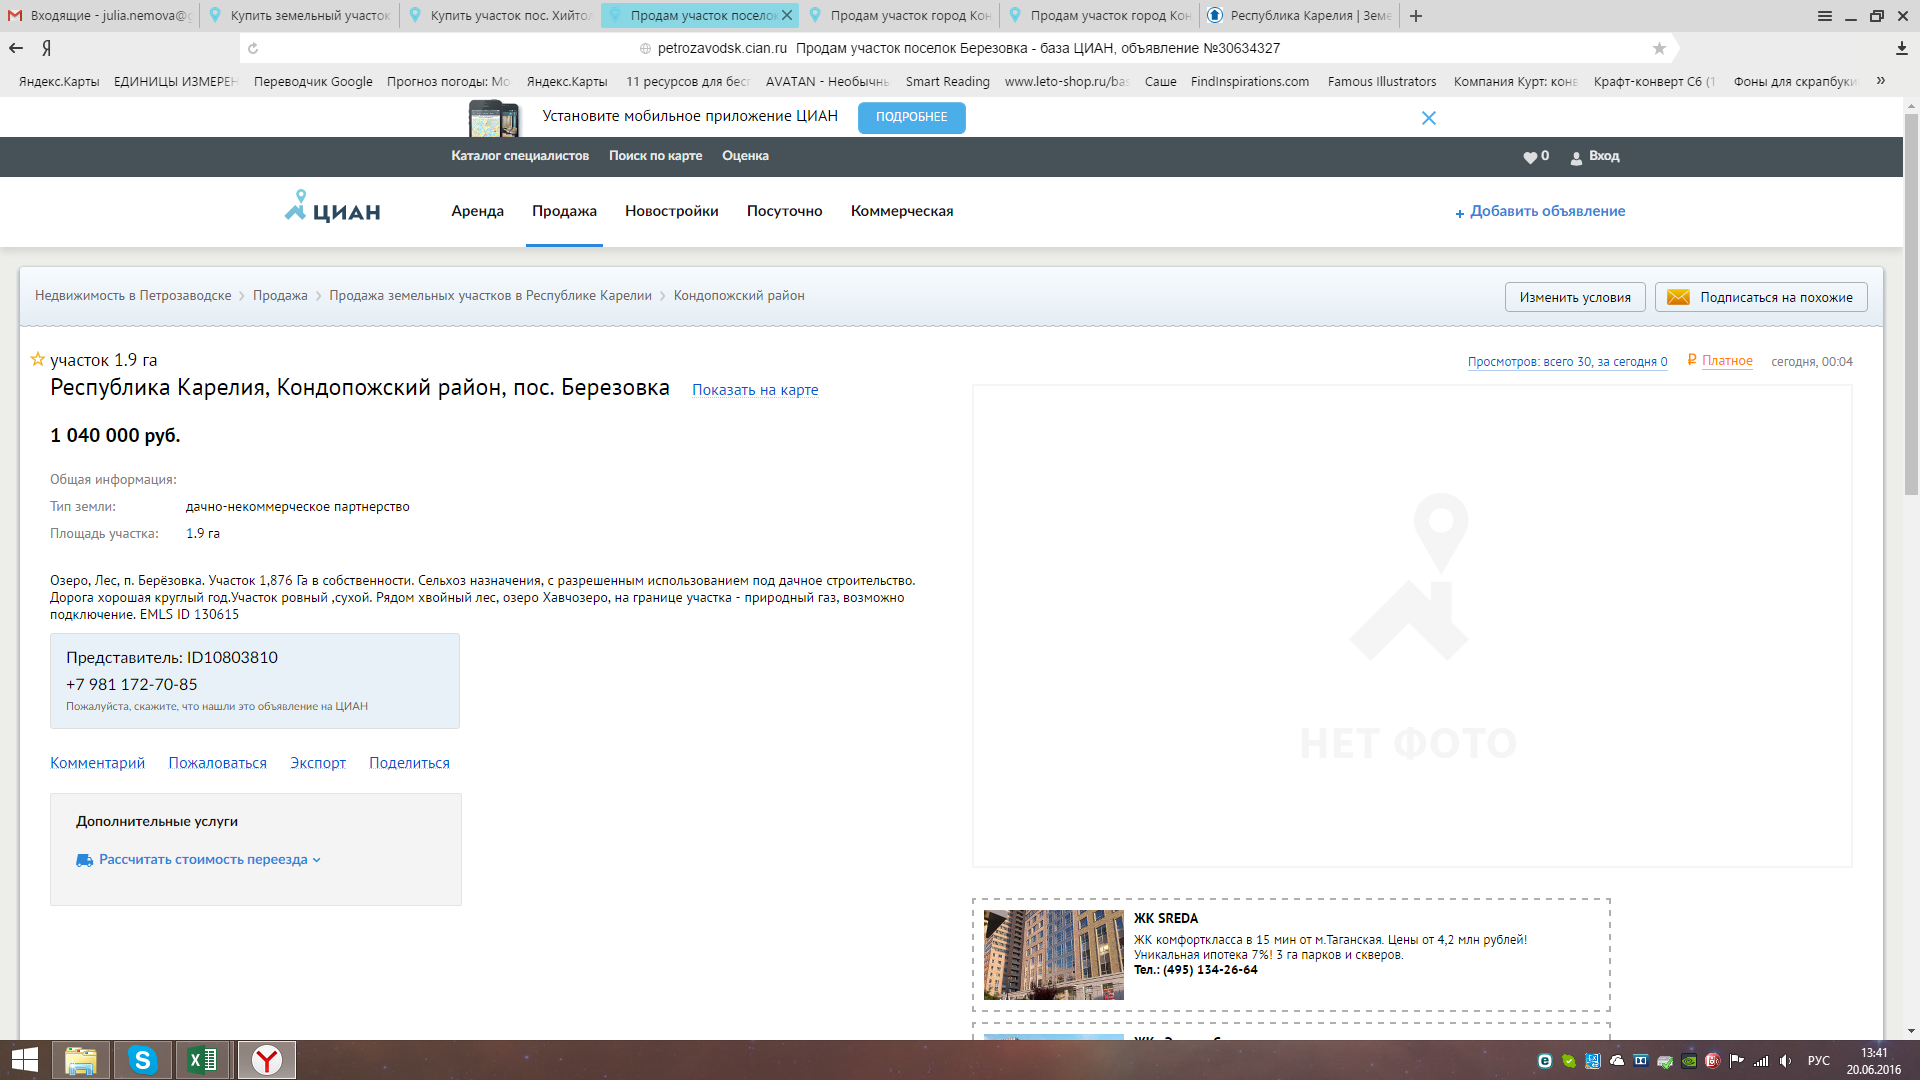 Входящие - julia.nemova@
Купить земельный участок
Купить участок пос. Хийтол
Продам участок поселок
Продам участок город Кон
Продам участок город Кон
Республика Карелия | Земе
Я
petrozavodsk.cian.ru Продам участок поселок Березовка - база ЦИАН, объявление №30634327
Яндекс.Карты ЕДИНИЦЫ ИЗМЕРЕН Переводчик Google Прогноз погоды: Мо Яндекс.Карты 11 ресурсов для бесп AVATAN - Необычнь Smart Reading www.leto-shop.ru/bas Саше FindInspirations.com Famous Illustrators Компания Курт: конв Крафт-конверт С6 (1 Фоны для скрапбуки »
Установите мобильное приложение ЦИАН ПОДРОБНЕЕ
Каталог специалистов Поиск по карте Оценка 0 Вход
ЦИАН Аренда Продажа Новостройки Посуточно Коммерческая + Добавить объявление
Недвижимость в Петрозаводске Продажа Продажа земельных участков в Республике Карелии Кондопожский район Изменить условия Подписаться на похожие
участок 1.9 га
Просмотров: всего 30, за сегодня 0 Платное сегодня, 00:04
Республика Карелия, Кондопожский район, пос. Березовка Показать на карте
1 040 000 руб.
Общая информация:
Тип земли: дачно-некоммерческое партнерство
Площадь участка: 1.9 га
Озеро, Лес, п. Берёзовка. Участок 1,876 Га в собственности. Сельхоз назначения, с разрешенным использованием под дачное строительство.
Дорога хорошая круглый год.Участок ровный ,сухой. Рядом хвойный лес, озеро Хавчозеро, на границе участка - природный газ, возможно
подключение. EMLS ID 130615
Представитель: ID10803810
+7 981 172-70-85
Пожалуйста, скажите, что нашли это объявление на ЦИАН
Комментарий Пожаловаться Экспорт Поделиться
Дополнительные услуги
Рассчитать стоимость переезда
НЕТ ФОТО
ЖК SREDA
ЖК комфорткласса в 15 мин от м.Таганская. Цены от 4,2 млн рублей!
Уникальная ипотека 7%! 3 га парков и скверов.
Тел.: (495) 134-26-64
РУС
13:41
20.06.2016